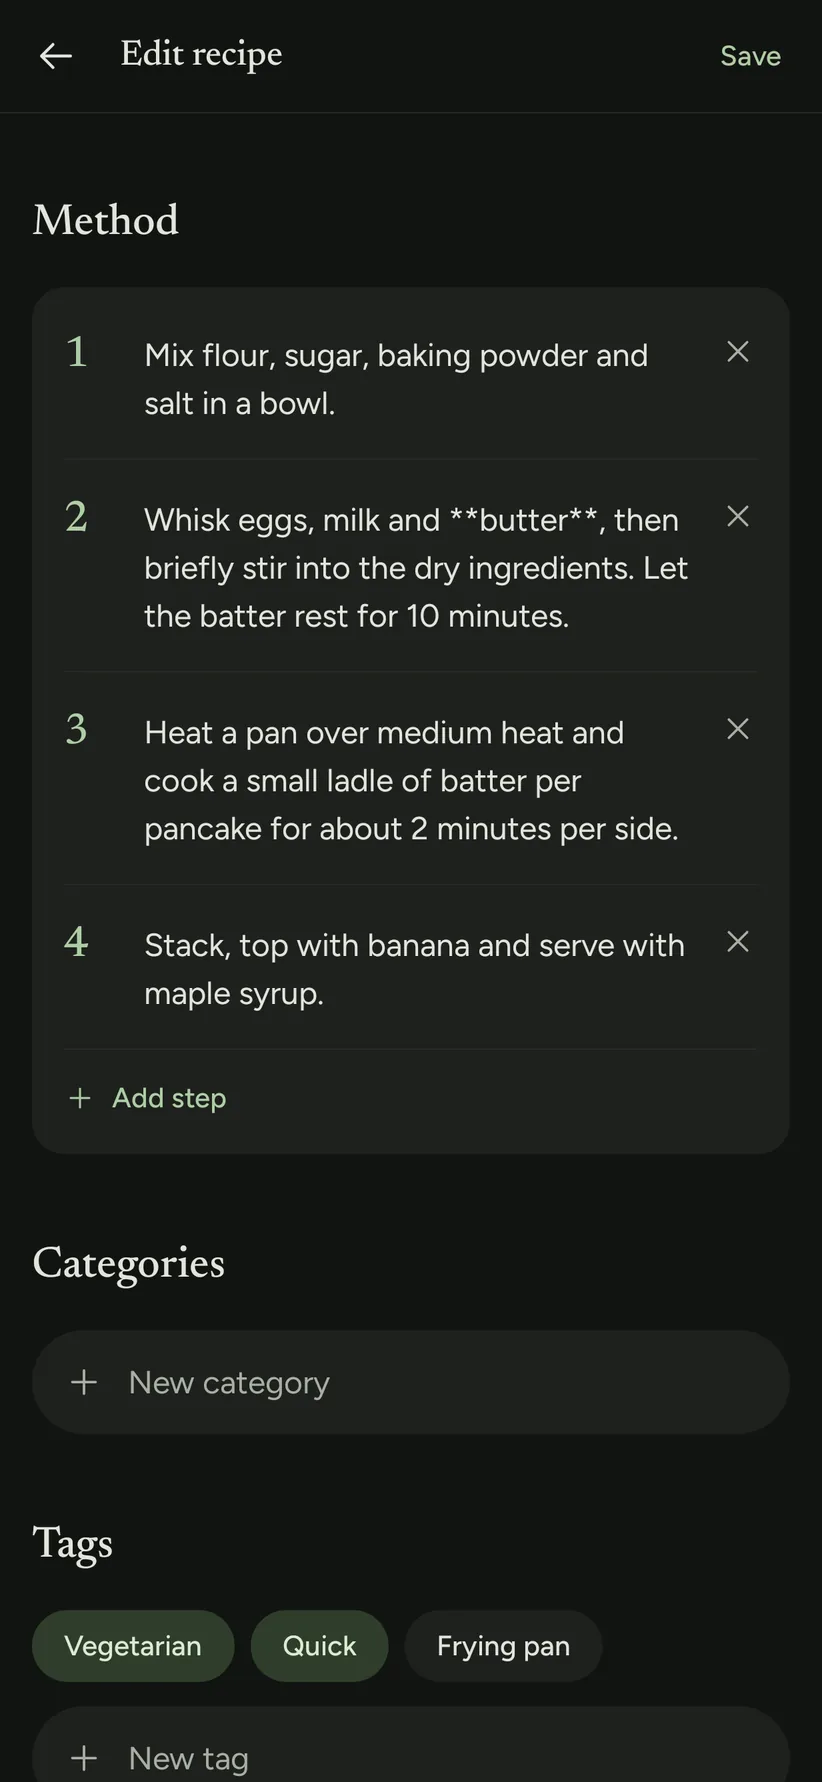 Edit recipe
Save
Method
1
Mix flour, sugar, baking powder and
salt in a bowl.
2
Whisk eggs, milk and **butter**, then
briefly stir into the dry ingredients. Let
the batter rest for 10 minutes.
3
Heat a pan over medium heat and
cook a small ladle of batter per
pancake for about 2 minutes per side.
4
Stack, top with banana and serve with
maple syrup.
Add step
Categories
New category
Tags
Vegetarian
Quick
Frying pan
New tag